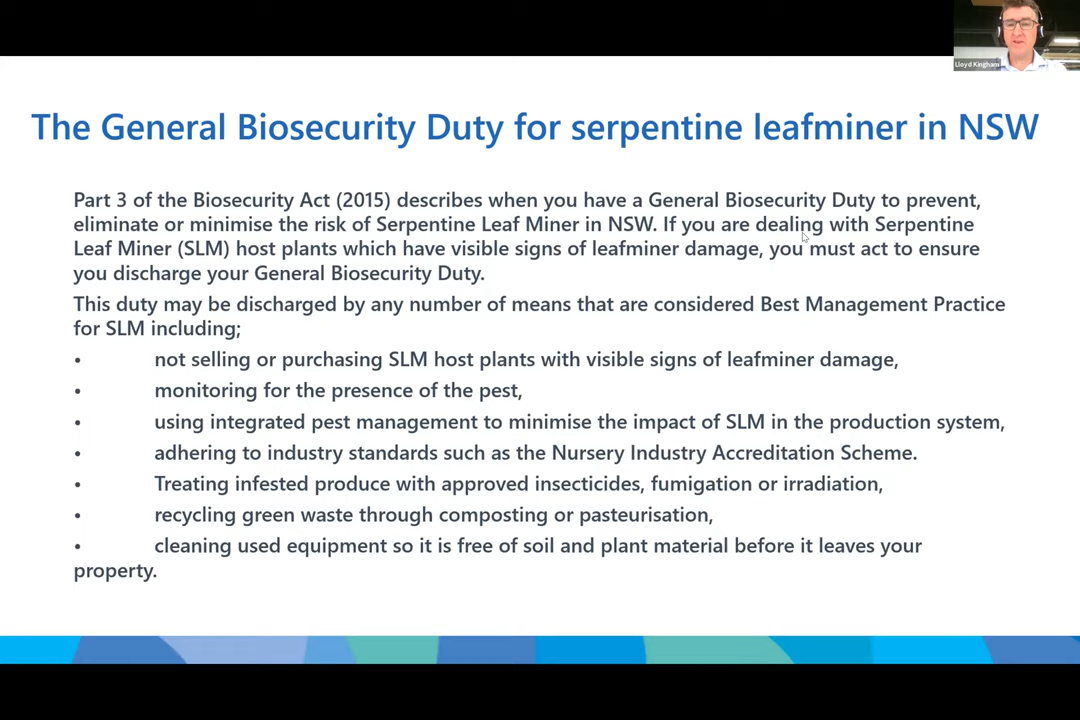 Lloyd Kingham
The General Biosecurity Duty for serpentine leafminer in NSW
Part 3 of the Biosecurity Act (2015) describes when you have a General Biosecurity Duty to prevent,
eliminate or minimise the risk of Serpentine Leaf Miner in NSW. If you are dealing with Serpentine
Leaf Miner (SLM) host plants which have visible signs of leafminer damage, you must act to ensure
you discharge your General Biosecurity Duty.
This duty may be discharged by any number of means that are considered Best Management Practice
for SLM including;
• not selling or purchasing SLM host plants with visible signs of leafminer damage,
• monitoring for the presence of the pest,
• using integrated pest management to minimise the impact of SLM in the production system,
• adhering to industry standards such as the Nursery Industry Accreditation Scheme.
• Treating infested produce with approved insecticides, fumigation or irradiation,
• recycling green waste through composting or pasteurisation,
• cleaning used equipment so it is free of soil and plant material before it leaves your
property.